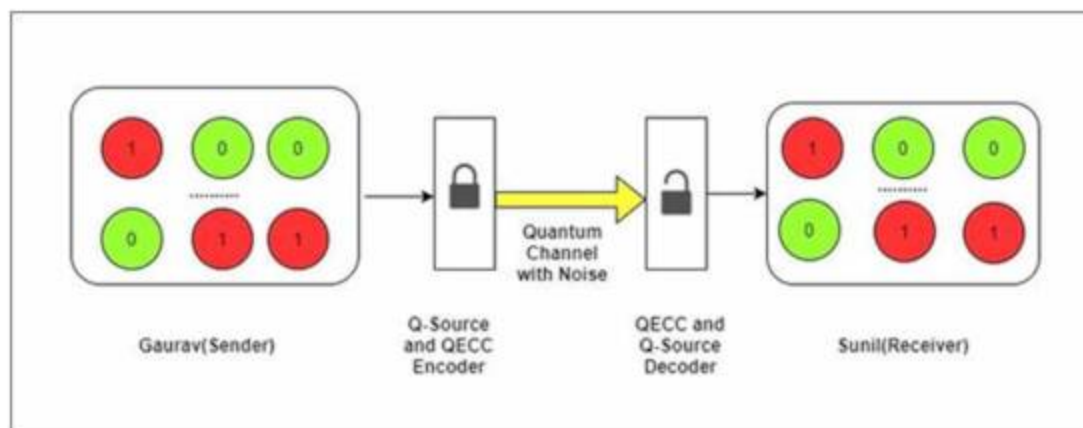 1 0 0
0 1 1
Gaurav(Sender)
Q-Source
and QECC
Encoder
Quantum
Channel
with Noise
QECC and
Q-Source
Decoder
1 0 0
0 1 1
Sunil(Receiver)